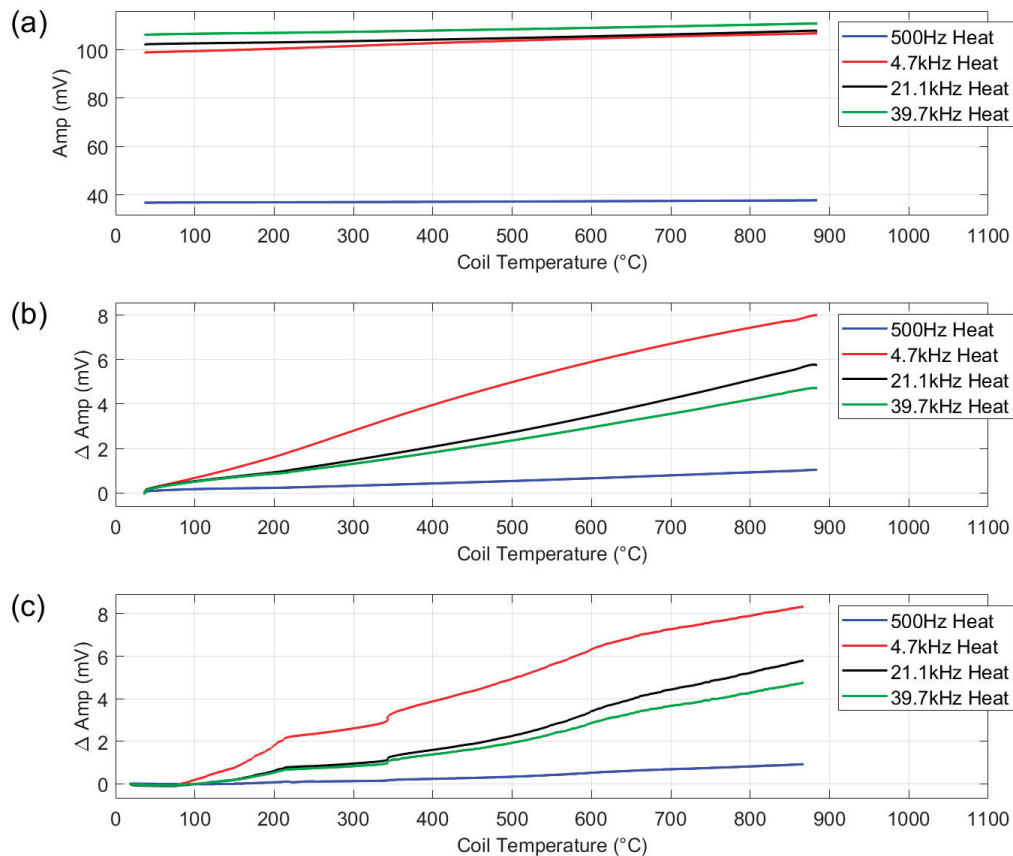 (a)
Amp (mV)
100
80
60
40
0 100 200 300 400 500 600 700 800 900 1000 1100
Coil Temperature (°C)
500Hz Heat
4.7kHz Heat
21.1kHz Heat
39.7kHz Heat
(b)
Δ Amp (mV)
8
6
4
2
0
0 100 200 300 400 500 600 700 800 900 1000 1100
Coil Temperature (°C)
500Hz Heat
4.7kHz Heat
21.1kHz Heat
39.7kHz Heat
(c)
Δ Amp (mV)
8
6
4
2
0
0 100 200 300 400 500 600 700 800 900 1000 1100
Coil Temperature (°C)
500Hz Heat
4.7kHz Heat
21.1kHz Heat
39.7kHz Heat